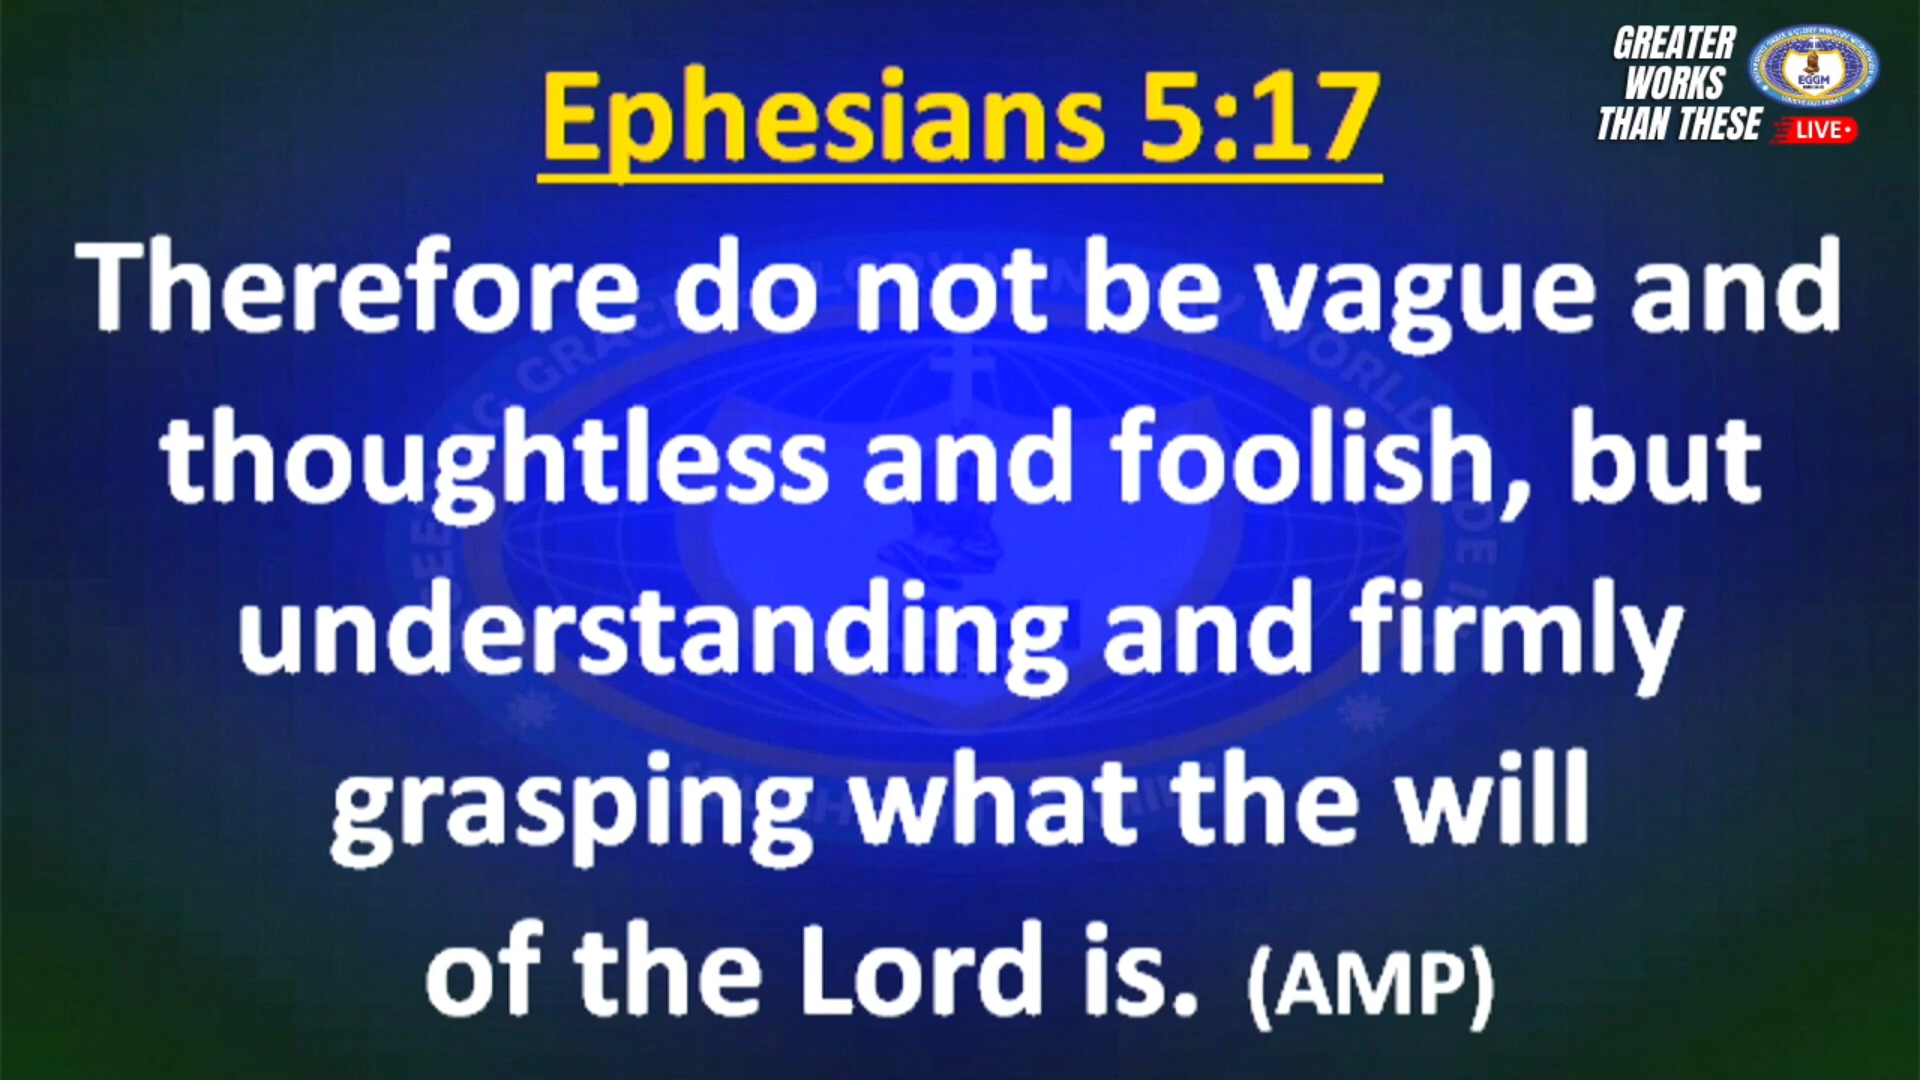 Ephesians 5:17
Therefore do not be vague and
thoughtless and foolish, but
understanding and firmly
grasping what the will
of the Lord is. (AMP)
GREATER
WORKS
THAN THESE
EGGM
LIVE